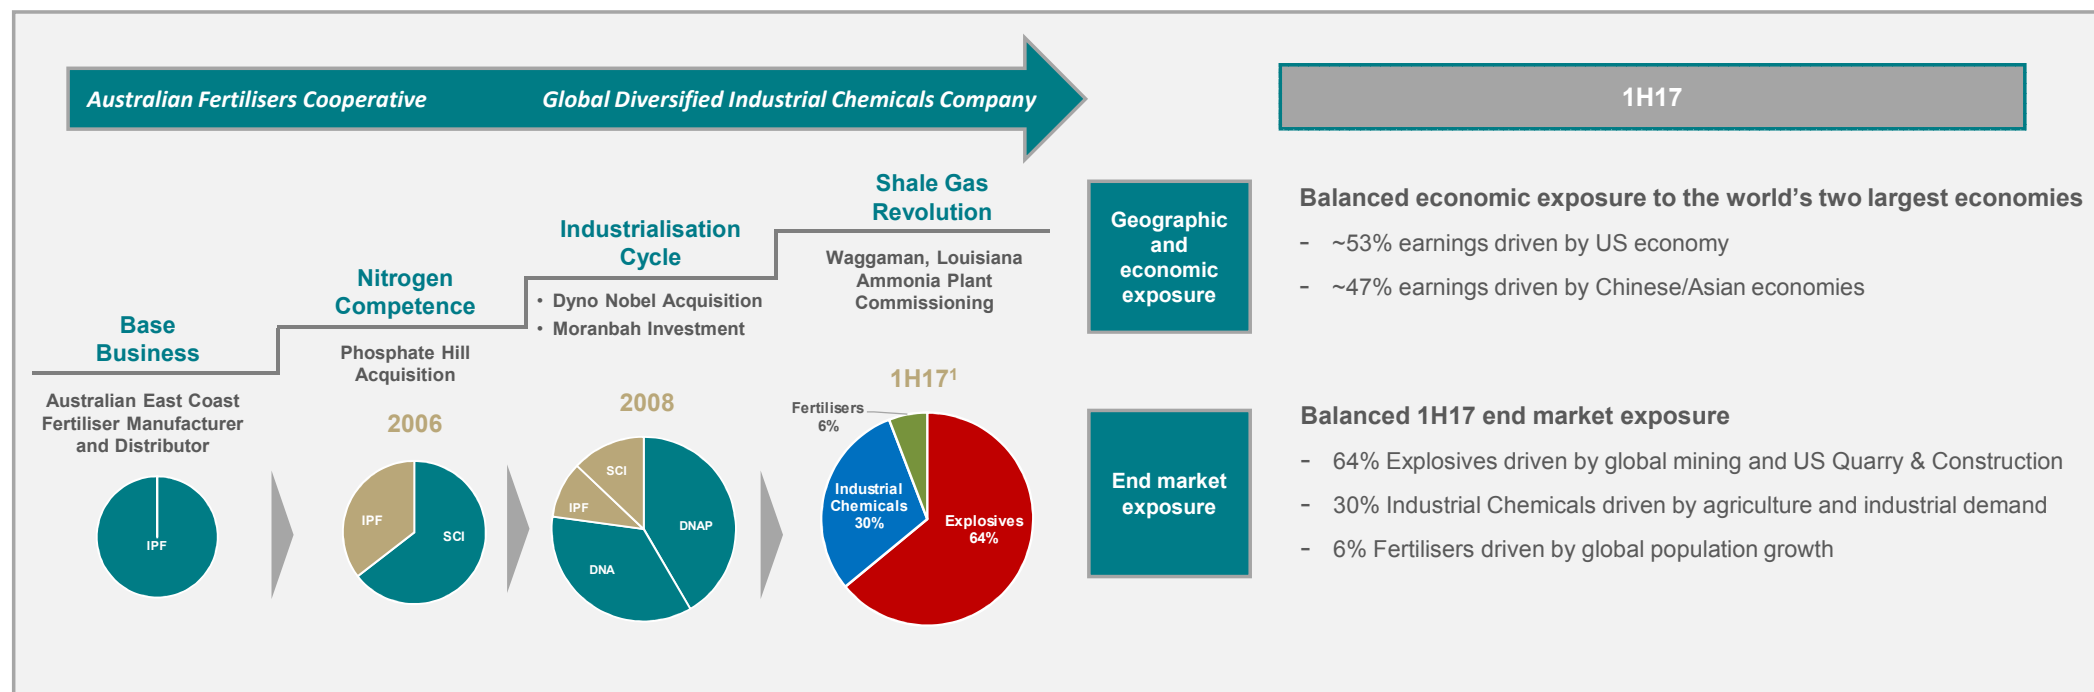 Australian Fertilisers Cooperative
Global Diversified Industrial Chemicals Company
1H17
Base
Business
Australian East Coast
Fertiliser Manufacturer
and Distributor
IPF
Nitrogen
Competence
Phosphate Hill
Acquisition
2006
IPF
SCI
Industrialisation
Cycle
• Dyno Nobel Acquisition
• Moranbah Investment
2008
SCI
IPF
DNAP
DNA
Shale Gas
Revolution
Waggaman, Louisiana
Ammonia Plant
Commissioning
1H17¹
Fertilisers
6%
Industrial
Chemicals
30%
Explosives
64%
Geographic
and
economic
exposure
Balanced economic exposure to the world’s two largest economies
- ~53% earnings driven by US economy
- ~47% earnings driven by Chinese/Asian economies
End market
exposure
Balanced 1H17 end market exposure
- 64% Explosives driven by global mining and US Quarry & Construction
- 30% Industrial Chemicals driven by agriculture and industrial demand
- 6% Fertilisers driven by global population growth